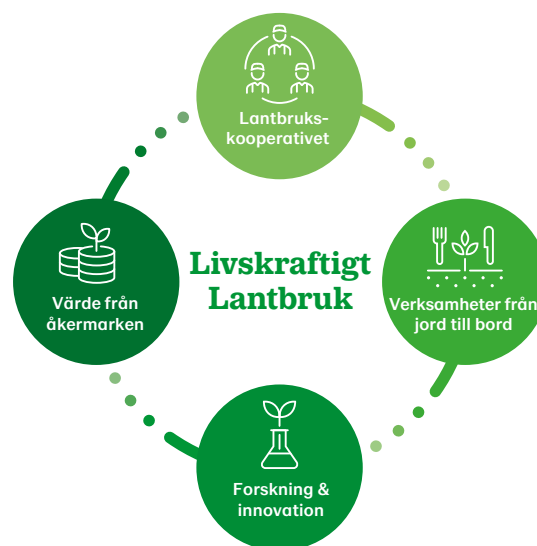 Lantbruks-
kooperativet
Livskraftigt
Lantbruk
Värde från
åkermarken
Verksamheter från
jord till bord
Forskning &
innovation